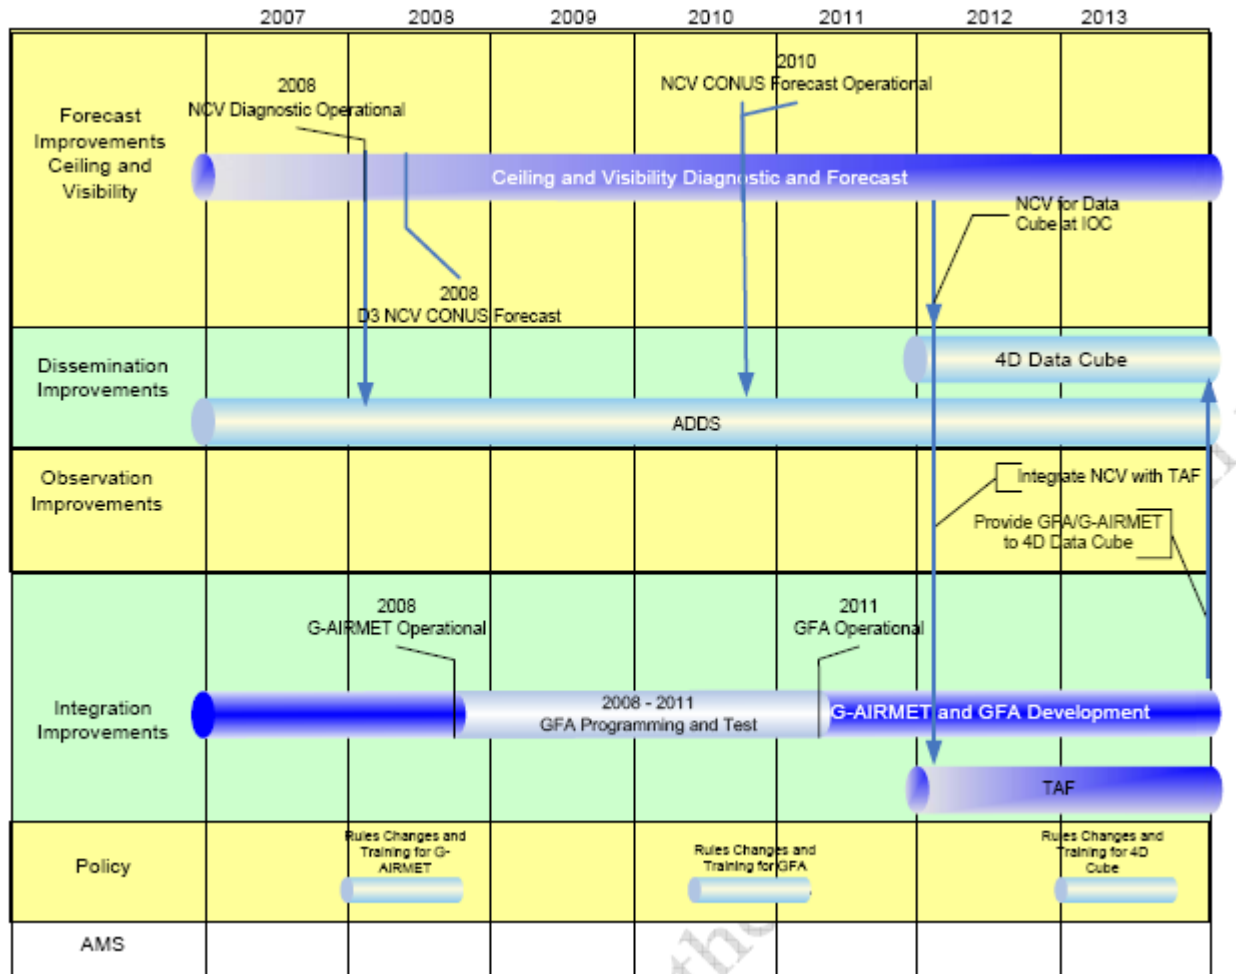 2007 2008 2009 2010 2011 2012 2013
Forecast
Improvements
Ceiling and
Visibility
2008
NCV Diagnostic Operational
2010
NCV CONUS Forecast Operational
Ceiling and Visibility Diagnostic and Forecast
NCV for Data
Cube at IOC
2008
D3 NCV CONUS Forecast
Dissemination
Improvements
4D Data Cube
ADDS
Observation
Improvements
Integrate NCV with TAF
Provide GFA/G-AIRMET
to 4D Data Cube
2008
G-AIRMET Operational
2011
GFA Operational
Integration
Improvements
2008 - 2011
GFA Programming and Test
G-AIRMET and GFA Development
TAF
Policy
Rules Changes and
Training for G-
AIRMET
Rules Changes and
Training for GFA
Rules Changes and
Training for 4D
Cube
AMS